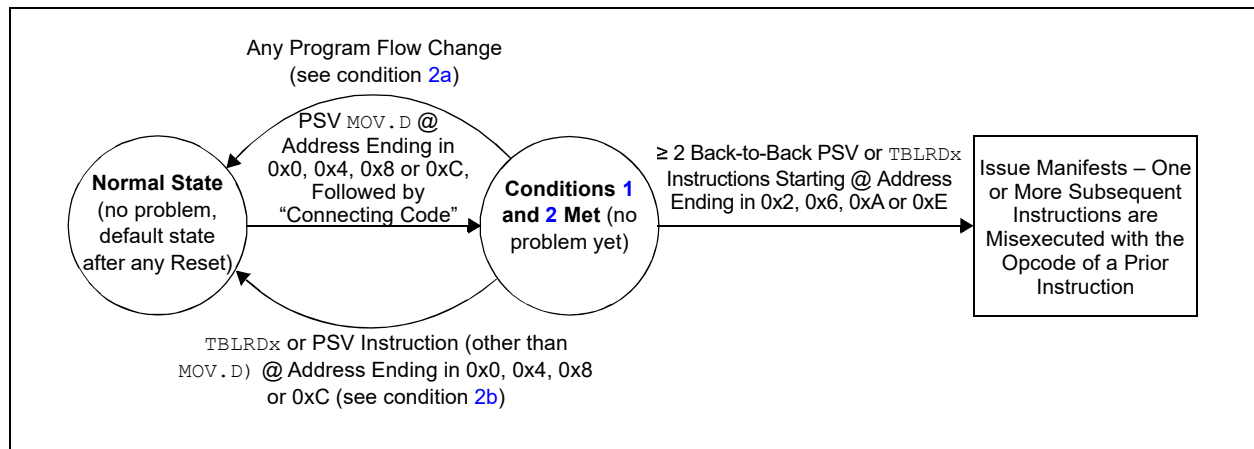 Any Program Flow Change
(see condition 2a)
PSV MOV.D @
Address Ending in
0x0, 0x4, 0x8 or 0xC,
Followed by
“Connecting Code”
Normal State
(no problem,
default state
after any Reset)
Conditions 1
and 2 Met (no
problem yet)
≥ 2 Back-to-Back PSV or TBLRDx
Instructions Starting @ Address
Ending in 0x2, 0x6, 0xA or 0xE
Issue Manifests – One
or More Subsequent
Instructions are
Misexecuted with the
Opcode of a Prior
Instruction
TBLRDx or PSV Instruction (other than
MOV.D) @ Address Ending in 0x0, 0x4, 0x8
or 0xC (see condition 2b)